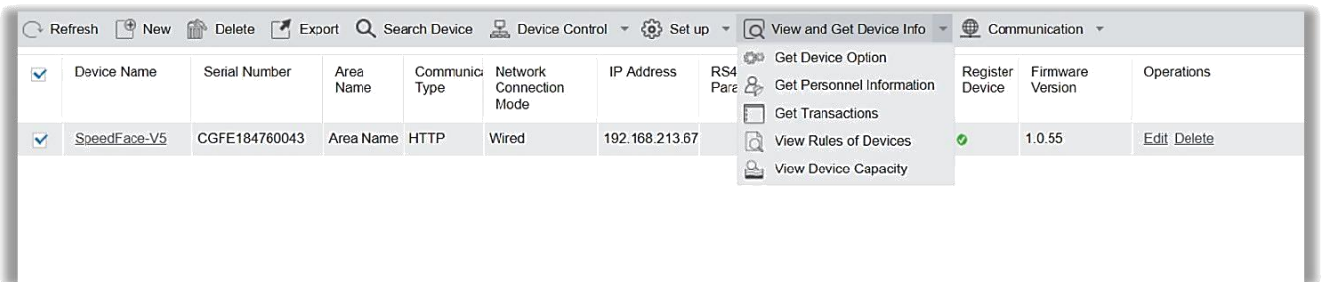 Refresh New Delete Export Search Device Device Control Set up View and Get Device Info Communication
Device Name Serial Number Area Name Communica Type Network Connection Mode IP Address RS4 Para Register Device Firmware Version Operations
SpeedFace-V5 CGFE184760043 Area Name HTTP Wired 192.168.213.67 1.0.55 Edit Delete
Get Device Option
Get Personnel Information
Get Transactions
View Rules of Devices
View Device Capacity